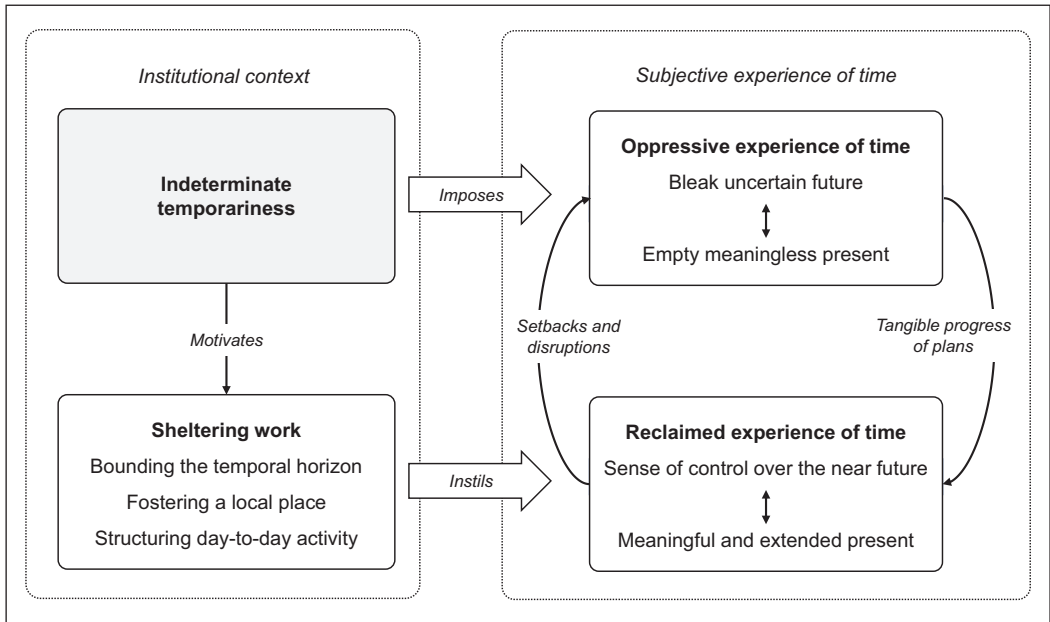 Institutional context
Indeterminate
temporariness
Motivates
Sheltering work
Bounding the temporal horizon
Fostering a local place
Structuring day-to-day activity
Imposes
Instils
Subjective experience of time
Oppressive experience of time
Bleak uncertain future
Empty meaningless present
Setbacks and
disruptions
Tangible progress
of plans
Reclaimed experience of time
Sense of control over the near future
Meaningful and extended present